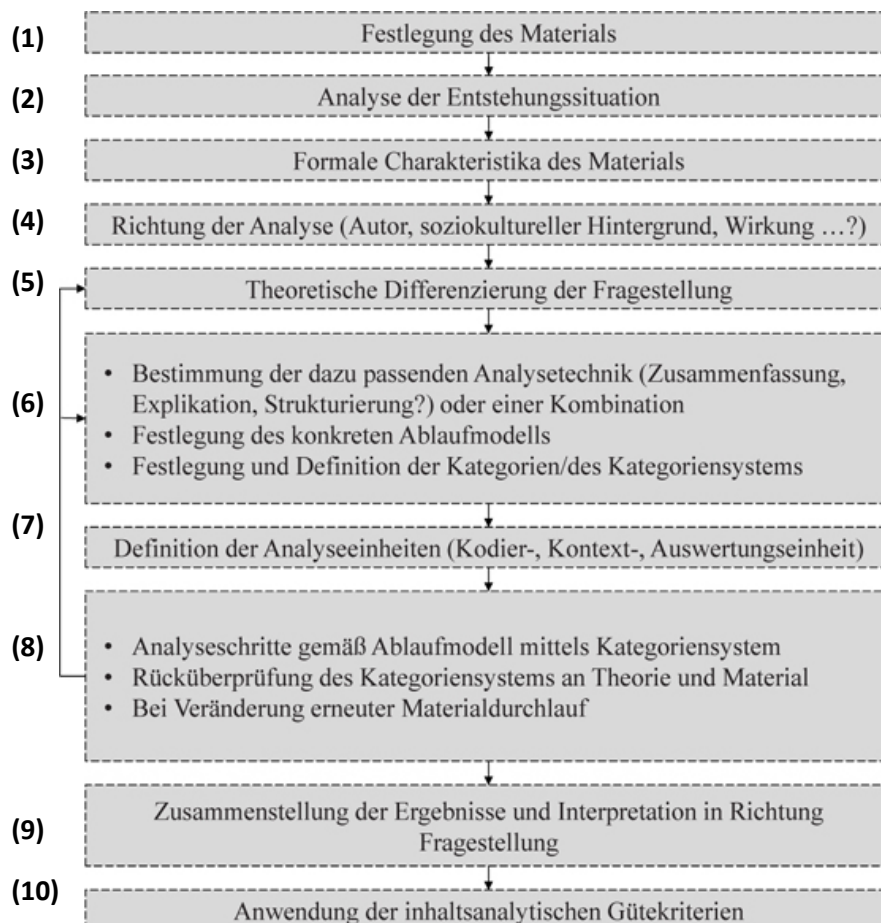 (1) Festlegung des Materials
(2) Analyse der Entstehungssituation
(3) Formale Charakteristika des Materials
(4) Richtung der Analyse (Autor, soziokultureller Hintergrund, Wirkung …?)
(5) Theoretische Differenzierung der Fragestellung
• Bestimmung der dazu passenden Analysetechnik (Zusammenfassung,
(6) Explikation, Strukturierung?) oder einer Kombination
• Festlegung des konkreten Ablaufmodells
• Festlegung und Definition der Kategorien/des Kategoriensystems
(7) Definition der Analyseeinheiten (Kodier-, Kontext-, Auswertungseinheit)
(8) • Analyseschritte gemäß Ablaufmodell mittels Kategoriensystem
• Rücküberprüfung des Kategoriensystems an Theorie und Material
• Bei Veränderung erneuter Materialdurchlauf
Zusammenstellung der Ergebnisse und Interpretation in Richtung
(9) Fragestellung
(10) Anwendung der inhaltsanalytischen Gütekriterien